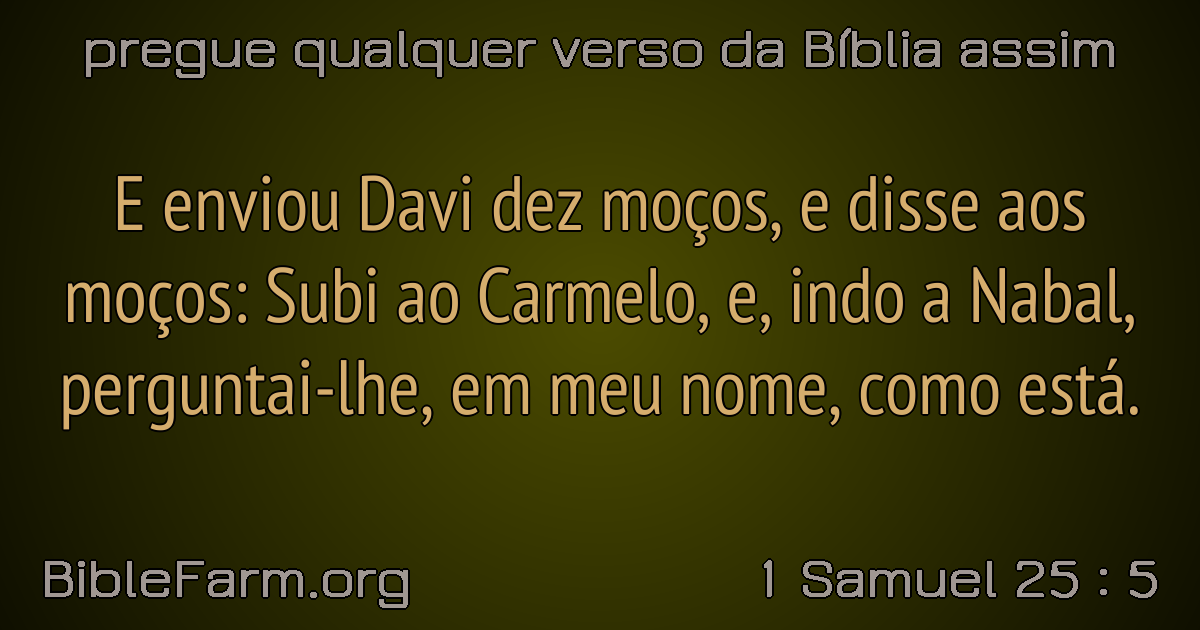 pregue qualquer verso da Bíblia assim
E enviou Davi dez moços, e disse aos
moços: Subi ao Carmelo, e, indo a Nabal,
perguntai-lhe, em meu nome, como está.
BibleFarm.org
1 Samuel 25 : 5